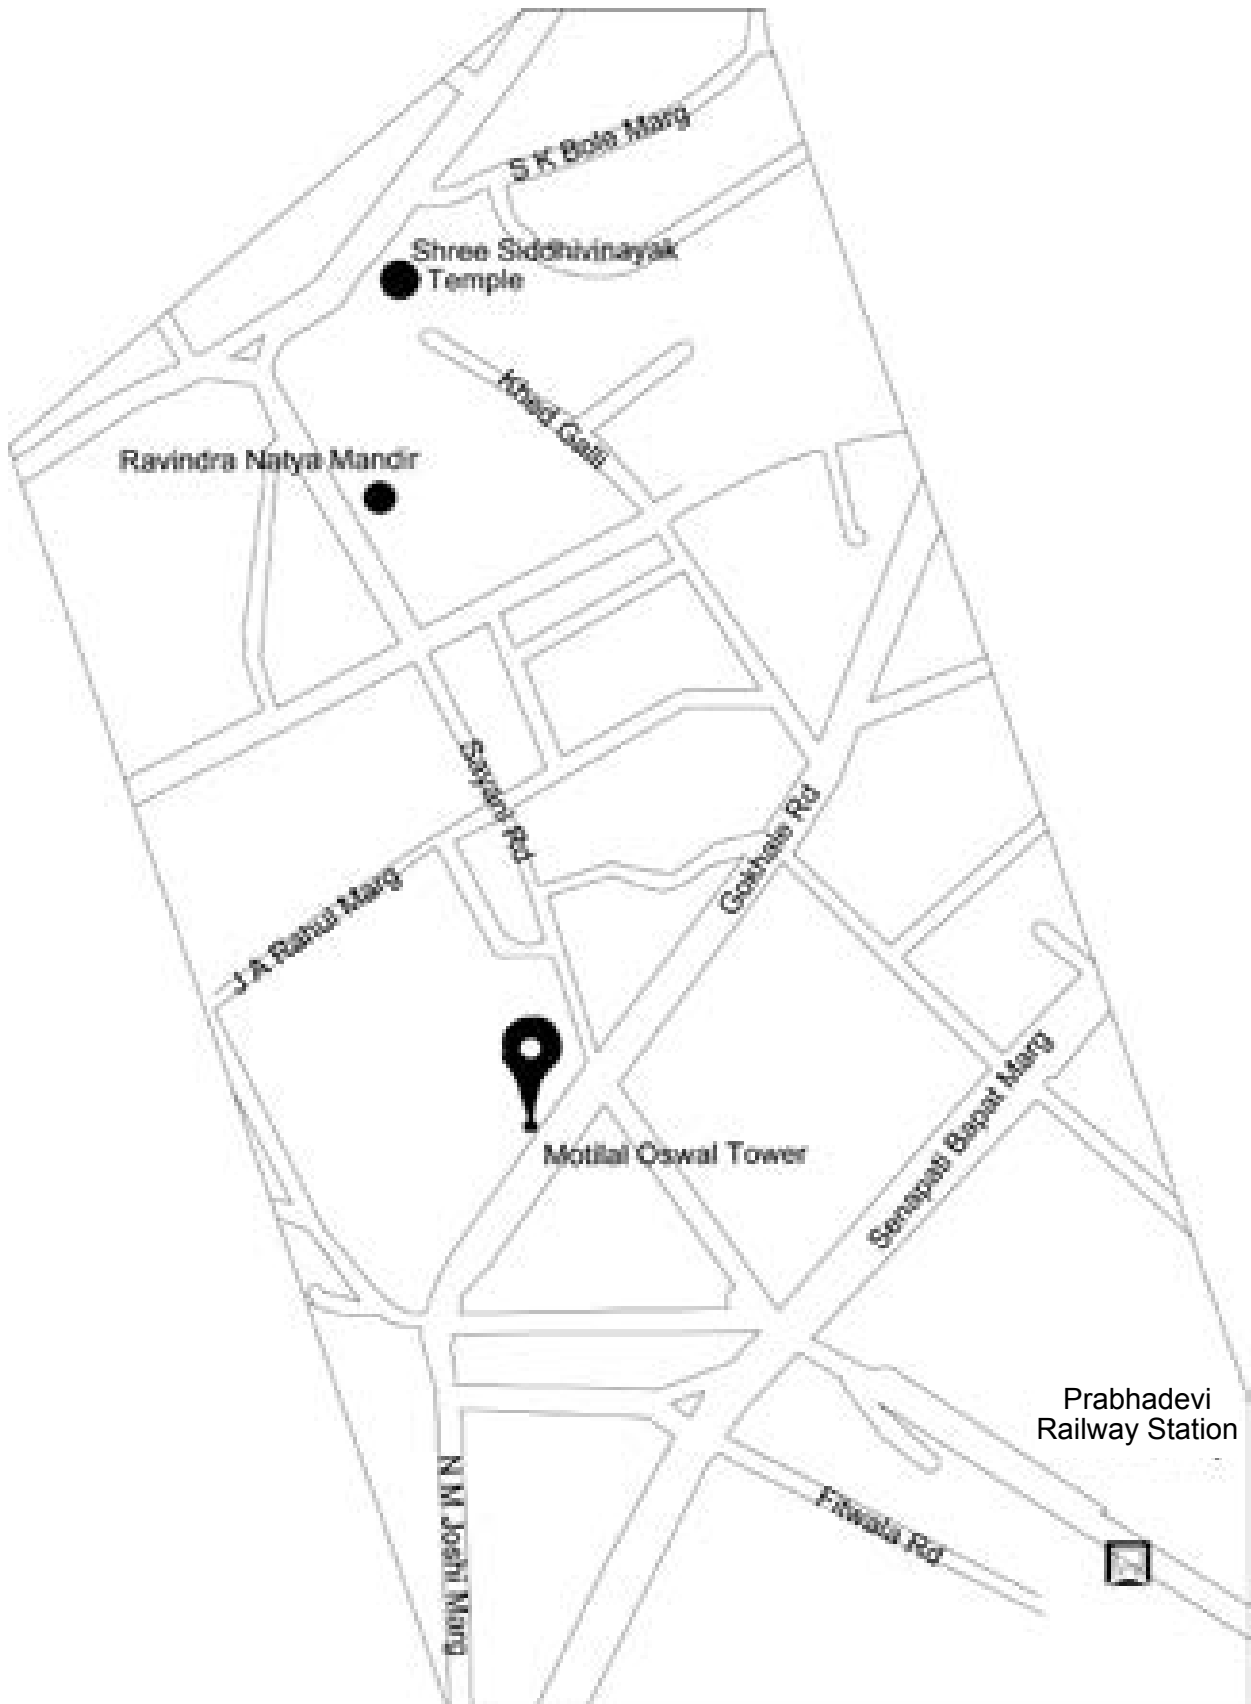 S K Bole Marg
Shree Siddhivinayak
Temple
Khed Galli
Ravindra Natya Mandir
Sayani Rd
Gokhale Rd
J A Rahul Marg
Motilal Oswal Tower
Senapati Bapat Marg
Prabhadevi
Railway Station
Fitwala Rd
N M Joshi Marg